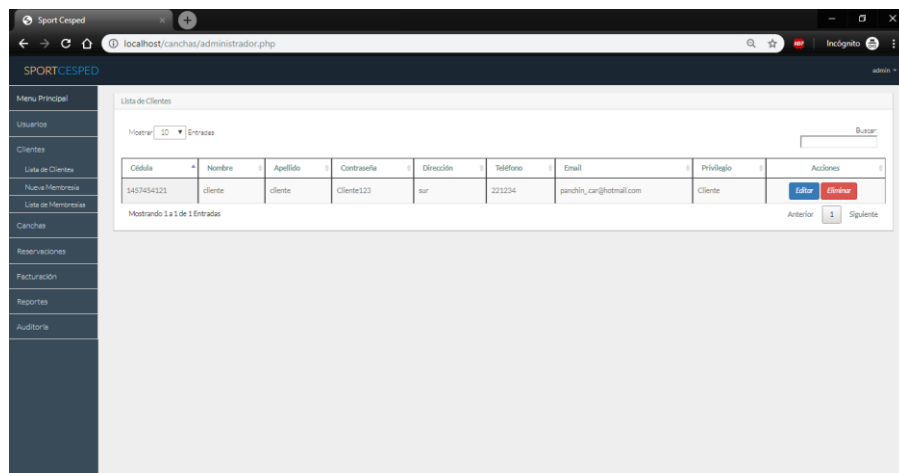 Sport Cesped
localhost/canchas/administrador.php
Incógnito
SPORTCESPED
admin
Menu Principal
Usuarios
Clientes
Lista de Clientes
Nueva Membresía
Lista de Membresías
Canchas
Reservaciones
Facturación
Reportes
Auditoría
Lista de Clientes
Mostrar 10 Entradas
Buscar:
Cédula Nombre Apellido Contraseña Dirección Teléfono Email Privilegio Acciones
1457454121 cliente cliente Cliente123 sur 221234 panchin_car@hotmail.com Cliente Editar Eliminar
Mostrando 1 a 1 de 1 Entradas
Anterior 1 Siguiente